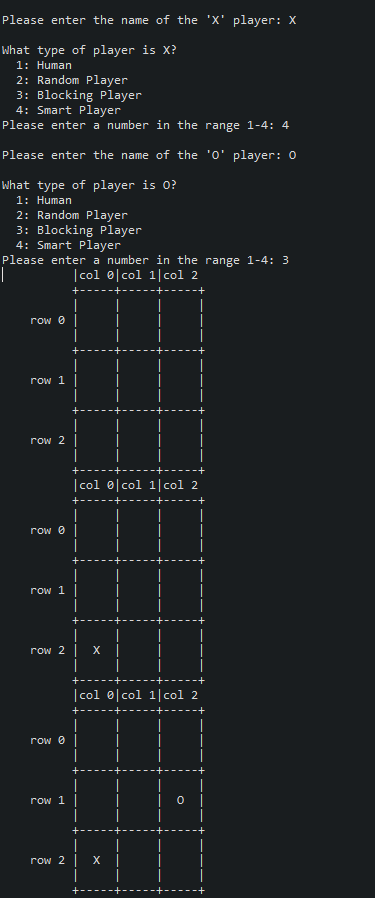 Please enter the name of the 'X' player: X
What type of player is X?
1: Human
2: Random Player
3: Blocking Player
4: Smart Player
Please enter a number in the range 1-4: 4
Please enter the name of the 'O' player: O
What type of player is O?
1: Human
2: Random Player
3: Blocking Player
4: Smart Player
Please enter a number in the range 1-4: 3
|col 0|col 1|col 2
row 0
row 1
row 2
|col 0|col 1|col 2
row 0
row 1
row 2 | X
|col 0|col 1|col 2
row 0
row 1 | | | O |
row 2 | X